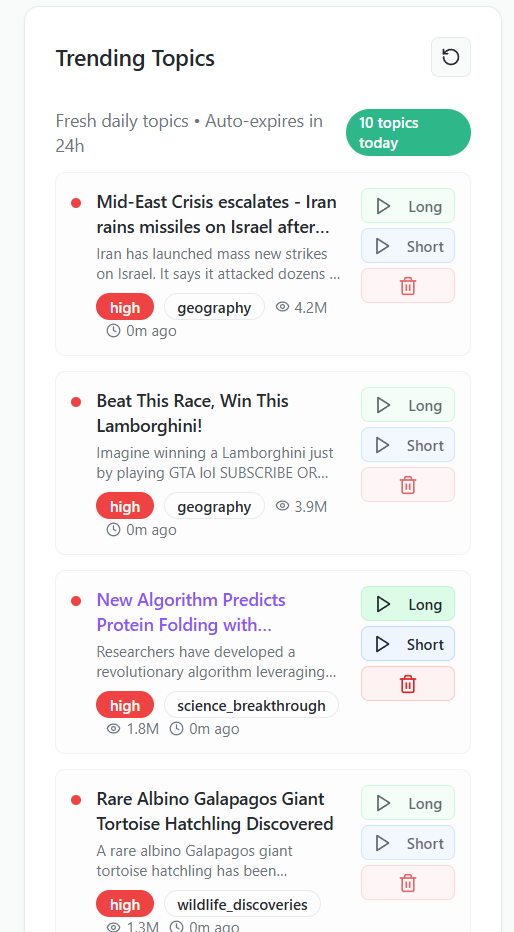 Trending Topics
Fresh daily topics • Auto-expires in
24h
10 topics
today
Mid-East Crisis escalates - Iran
rains missiles on Israel after...
Iran has launched mass new strikes
on Israel. It says it attacked dozens ...
high geography 4.2M
0m ago
Long
Short
Beat This Race, Win This
Lamborghini!
Imagine winning a Lamborghini just
by playing GTA lol SUBSCRIBE OR...
high geography 3.9M
0m ago
Long
Short
New Algorithm Predicts
Protein Folding with...
Researchers have developed a
revolutionary algorithm leveraging...
high science_breakthrough
1.8M 0m ago
Long
Short
Rare Albino Galapagos Giant
Tortoise Hatchling Discovered
A rare albino Galapagos giant
tortoise hatchling has been...
high wildlife_discoveries
1.3M 0m ago
Long
Short